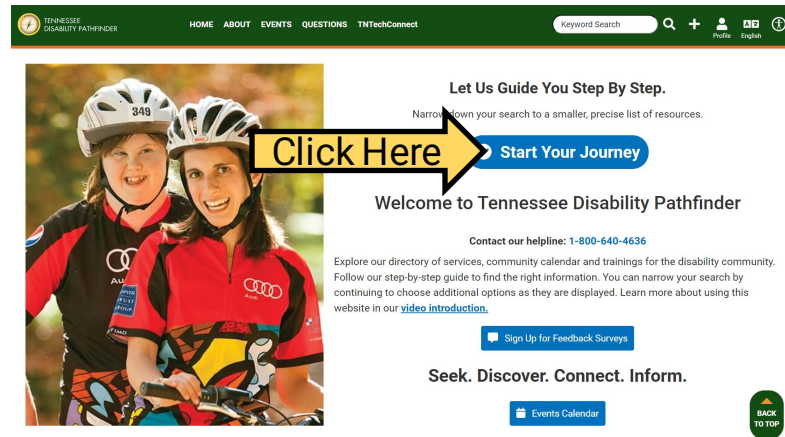 TENNESSEE
DISABILITY PATHFINDER
HOME ABOUT EVENTS QUESTIONS TNTechConnect
Keyword Search
Profile
English
349
Audi
Audi
Let Us Guide You Step By Step.
Narrow down your search to a smaller, precise list of resources.
Click Here
Start Your Journey
Welcome to Tennessee Disability Pathfinder
Contact our helpline: 1-800-640-4636
Explore our directory of services, community calendar and trainings for the disability community.
Follow our step-by-step guide to find the right information. You can narrow your search by
continuing to choose additional options as they are displayed. Learn more about using this
website in our video introduction.
Sign Up for Feedback Surveys
Seek. Discover. Connect. Inform.
Events Calendar
BACK
TO TOP